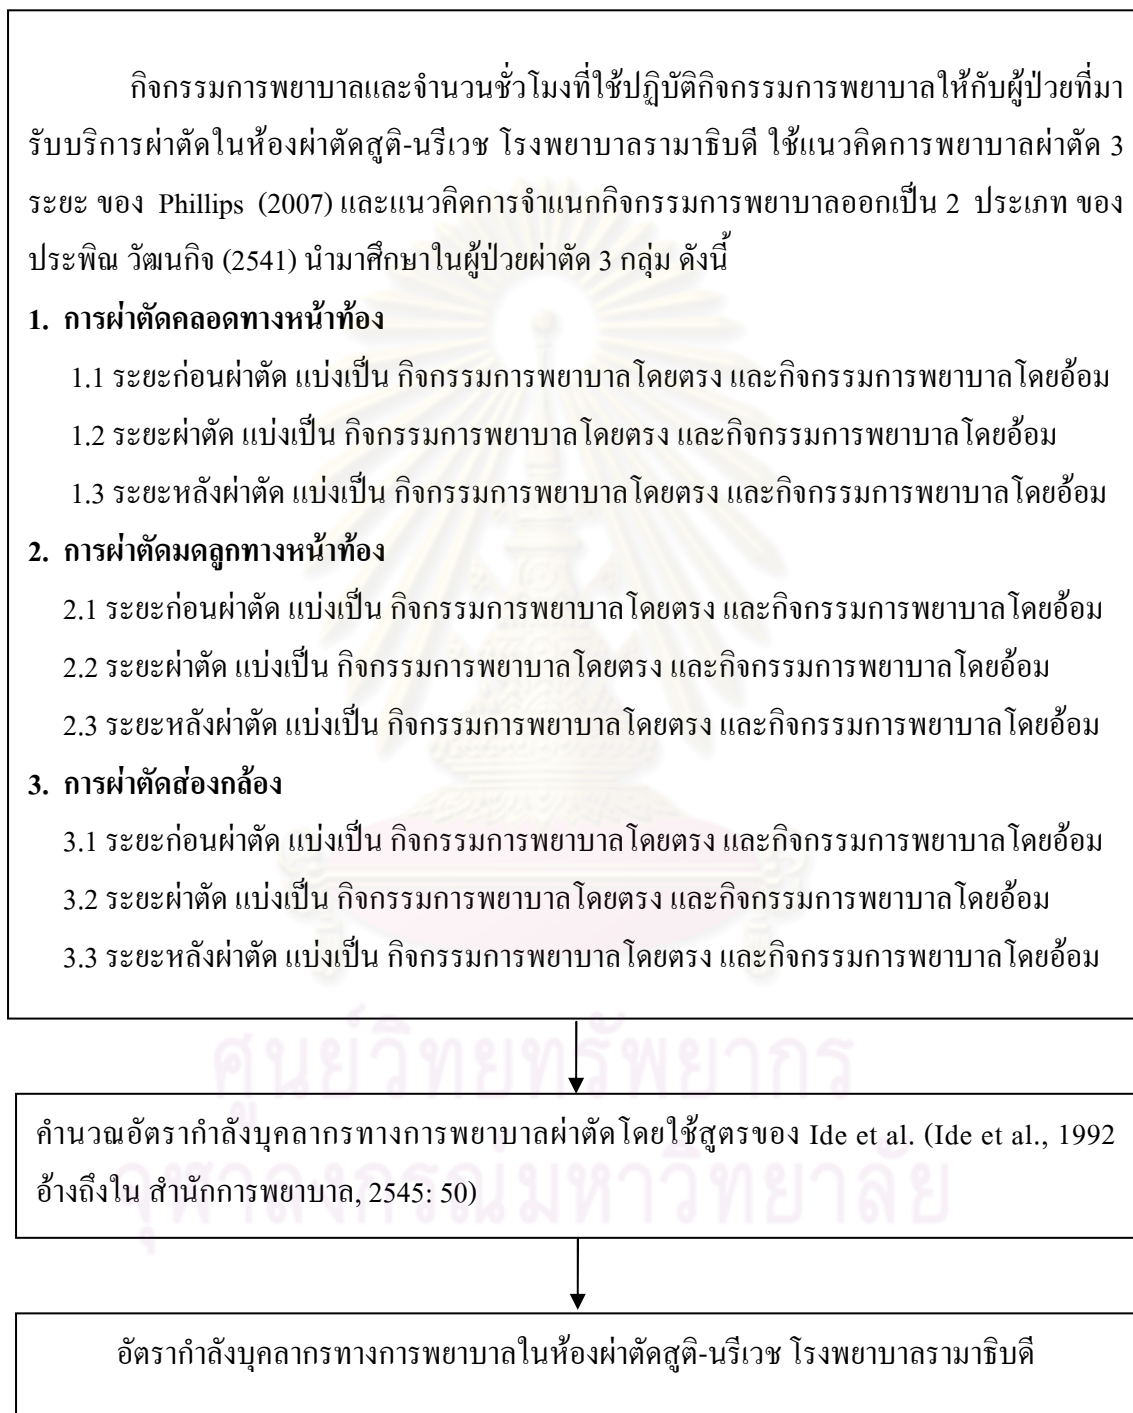 กิจกรรมการพยาบาลและจำนวนชั่วโมงที่ใช้ปฏิบัติกิจกรรมการพยาบาลให้กับผู้ป่วยที่มา
รับบริการผ่าตัดในห้องผ่าตัดสูติ-นรีเวช โรงพยาบาลรามาธิบดี ใช้แนวคิดการพยาบาลผ่าตัด 3
ระยะ ของ Phillips (2007) และแนวคิดการจำแนกกิจกรรมการพยาบาลออกเป็น 2 ประเภท ของ
ประพิณ วัฒนกิจ (2541) นำมาศึกษาในผู้ป่วยผ่าตัด 3 กลุ่ม ดังนี้
1. การผ่าตัดคลอดทางหน้าท้อง
1.1 ระยะก่อนผ่าตัด แบ่งเป็น กิจกรรมการพยาบาลโดยตรง และกิจกรรมการพยาบาลโดยอ้อม
1.2 ระยะผ่าตัด แบ่งเป็น กิจกรรมการพยาบาลโดยตรง และกิจกรรมการพยาบาลโดยอ้อม
1.3 ระยะหลังผ่าตัด แบ่งเป็น กิจกรรมการพยาบาลโดยตรง และกิจกรรมการพยาบาลโดยอ้อม
2. การผ่าตัดมดลูกทางหน้าท้อง
2.1 ระยะก่อนผ่าตัด แบ่งเป็น กิจกรรมการพยาบาลโดยตรง และกิจกรรมการพยาบาลโดยอ้อม
2.2 ระยะผ่าตัด แบ่งเป็น กิจกรรมการพยาบาลโดยตรง และกิจกรรมการพยาบาลโดยอ้อม
2.3 ระยะหลังผ่าตัด แบ่งเป็น กิจกรรมการพยาบาลโดยตรง และกิจกรรมการพยาบาลโดยอ้อม
3. การผ่าตัดส่องกล้อง
3.1 ระยะก่อนผ่าตัด แบ่งเป็น กิจกรรมการพยาบาลโดยตรง และกิจกรรมการพยาบาลโดยอ้อม
3.2 ระยะผ่าตัด แบ่งเป็น กิจกรรมการพยาบาลโดยตรง และกิจกรรมการพยาบาลโดยอ้อม
3.3 ระยะหลังผ่าตัด แบ่งเป็น กิจกรรมการพยาบาลโดยตรง และกิจกรรมการพยาบาลโดยอ้อม
ศูนย์วิทยทรัพยากร
คำนวณอัตรากำลังบุคลากรทางการพยาบาลผ่าตัดโดยใช้สูตรของ Ide et al. (Ide et al., 1992
อ้างถึงใน สำนักการพยาบาล, 2545: 50)
จุฬาลงกรณ์มหาวิทยาลัย
อัตรากำลังบุคลากรทางการพยาบาลในห้องผ่าตัดสูติ-นรีเวช โรงพยาบาลรามาธิบดี